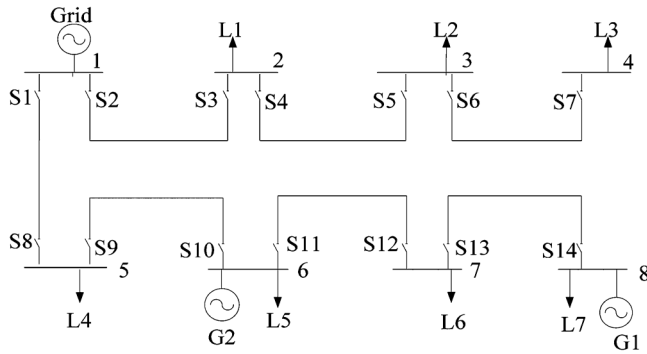 Grid
L1 L2 L3
1 2 3 4
S1 S2 S3 S4 S5 S6 S7
S8 S9 S10 S11 S12 S13 S14
5 6 7 8
L4 G2 L5 L6 L7 G1